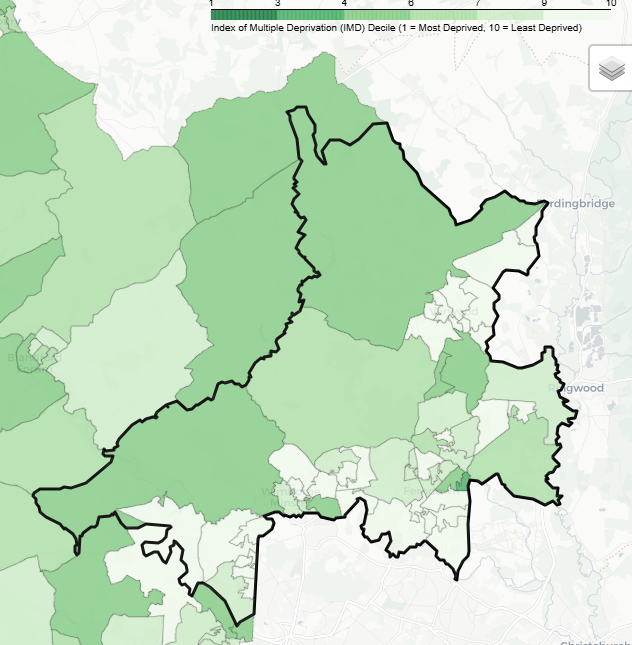 1 3 4 6 7 9 10
Index of Multiple Deprivation (IMD) Decile (1 = Most Deprived, 10 = Least Deprived)
rdingbridge
gwood
Christchurch